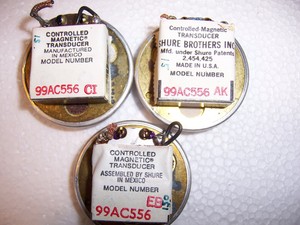 CONTROLLED
MAGNETIC®
TRANSDUCER
MANUFACTURED
IN MEXICO
MODEL NUMBER
99AC556 CI
Controlled-Magnetic
TRANSDUCER
SHURE BROTHERS INC
Mfd. under Shure Patents
2,454,425
MADE IN U.S.A.
MODEL NUMBER
99AC556 AK
CONTROLLED
MAGNETIC®
TRANSDUCER
ASSEMBLED BY SHURE
IN MEXICO
MODEL NUMBER
EB
99AC556